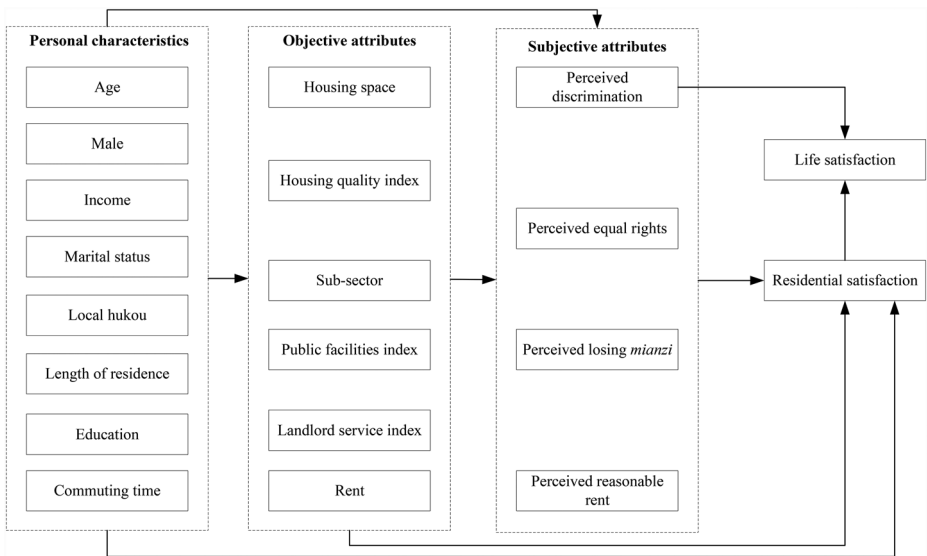 Personal characteristics
Age
Male
Income
Marital status
Local hukou
Length of residence
Education
Commuting time
Objective attributes
Housing space
Housing quality index
Sub-sector
Public facilities index
Landlord service index
Rent
Subjective attributes
Perceived
discrimination
Perceived equal rights
Perceived losing mianzi
Perceived reasonable
rent
Life satisfaction
Residential satisfaction